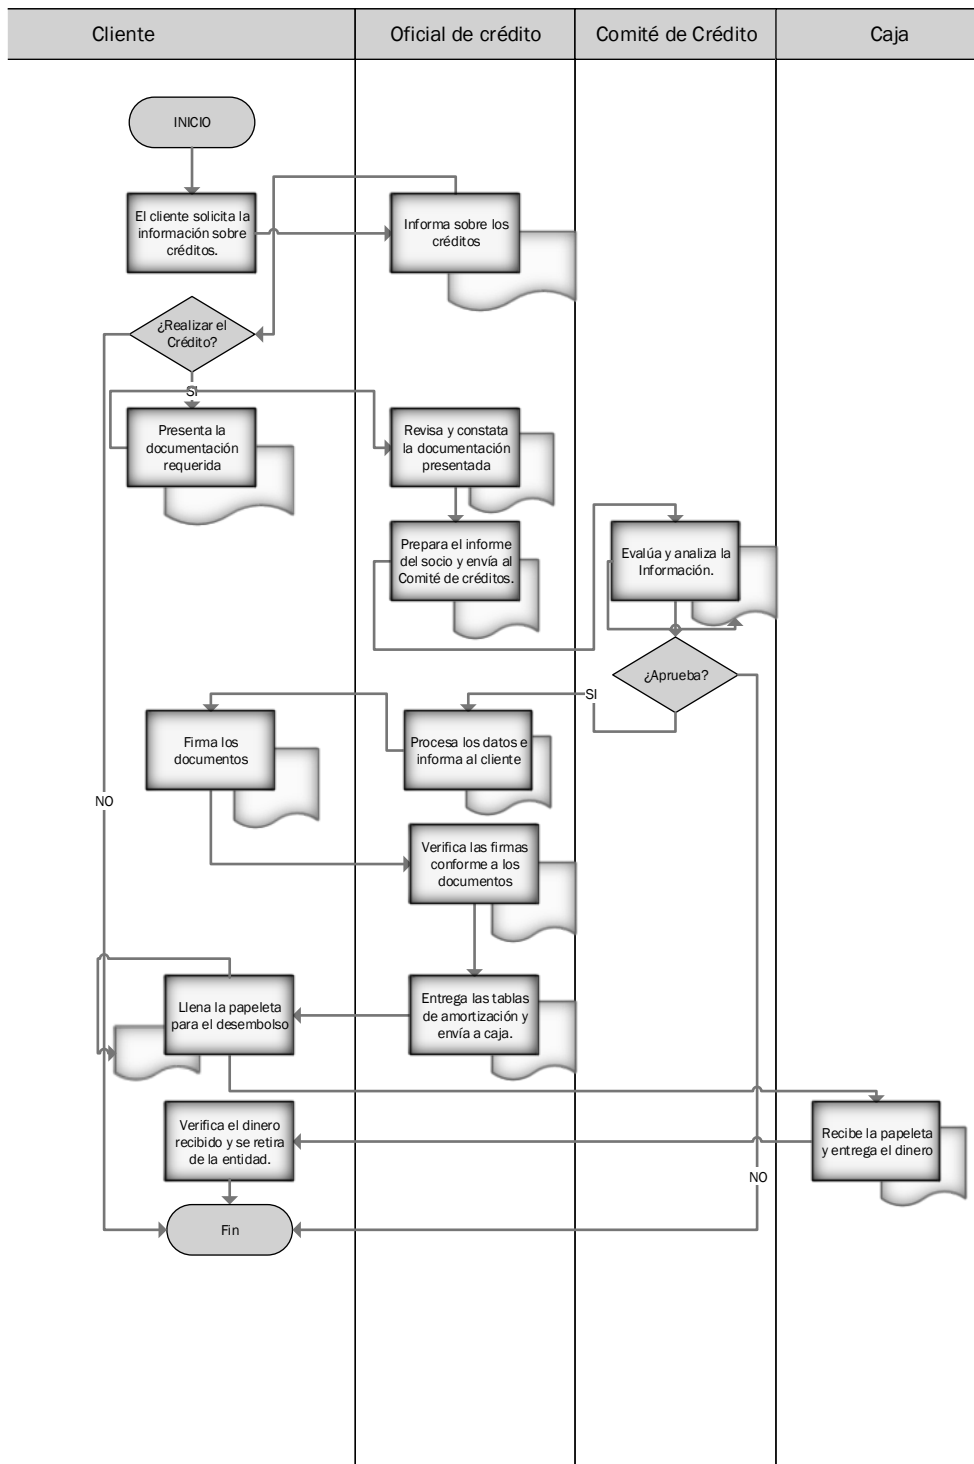 Cliente
Oficial de crédito
Comité de Crédito
Caja
INICIO
El cliente solicita la
información sobre
créditos.
Informa sobre los
créditos
¿Realizar el
Crédito?
SI
Presenta la
documentación
requerida
Revisa y constata
la documentación
presentada
Prepara el informe
del socio y envía al
Comité de créditos.
Evalúa y analiza la
Información.
¿Aprueba?
SI
Procesa los datos e
informa al cliente
Firma los
documentos
NO
Verifica las firmas
conforme a los
documentos
Entrega las tablas
de amortización y
envía a caja.
Llena la papeleta
para el desembolso
Recibe la papeleta
y entrega el dinero
Verifica el dinero
recibido y se retira
de la entidad.
NO
Fin